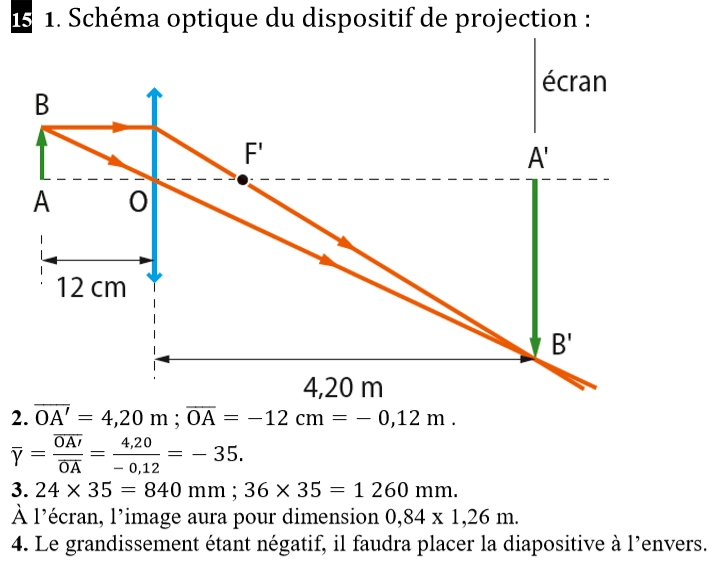 15 1. Schéma optique du dispositif de projection :
écran
B
F'
A'
A
O
12 cm
B'
4,20 m
2. OA′ = 4,20 m ; OA = −12 cm = − 0,12 m .
γ̅ = OA′/OA = 4,20/− 0,12 = − 35.
3. 24 × 35 = 840 mm ; 36 × 35 = 1 260 mm.
À l’écran, l’image aura pour dimension 0,84 x 1,26 m.
4. Le grandissement étant négatif, il faudra placer la diapositive à l’envers.